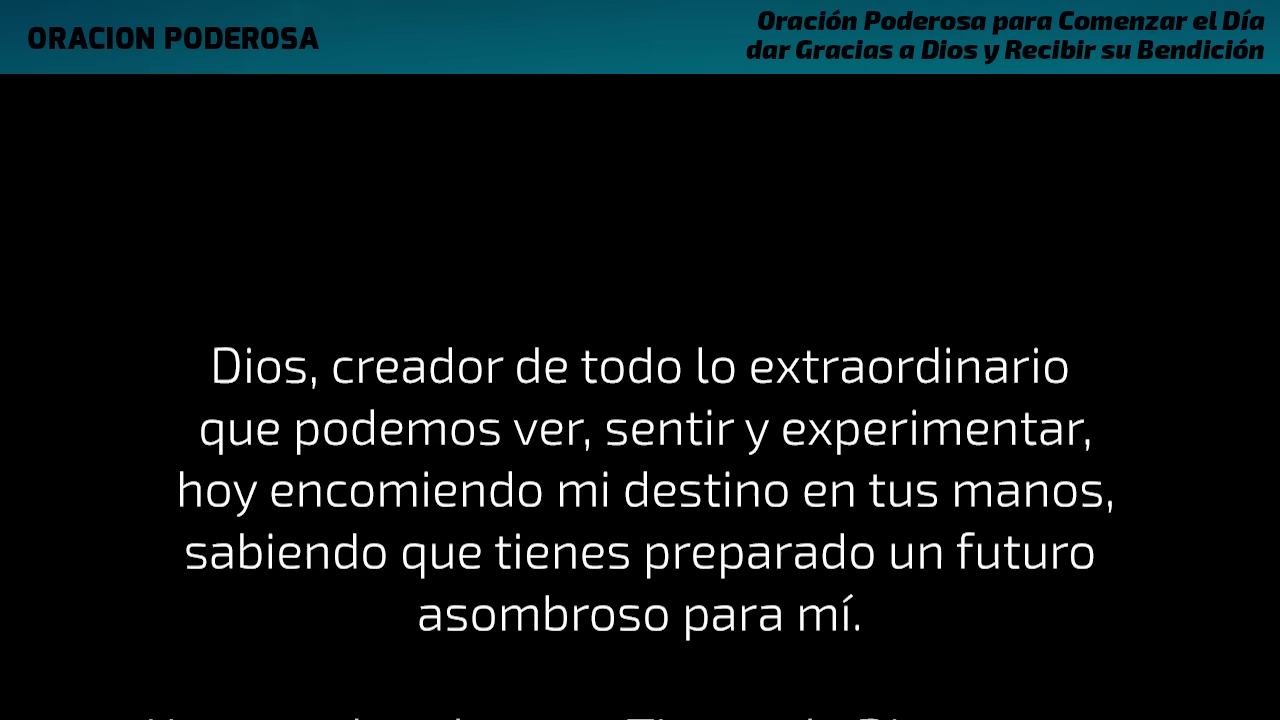 ORACION PODEROSA
Oración Poderosa para Comenzar el Día
dar Gracias a Dios y Recibir su Bendición
Dios, creador de todo lo extraordinario
que podemos ver, sentir y experimentar,
hoy encomiendo mi destino en tus manos,
sabiendo que tienes preparado un futuro
asombroso para mí.